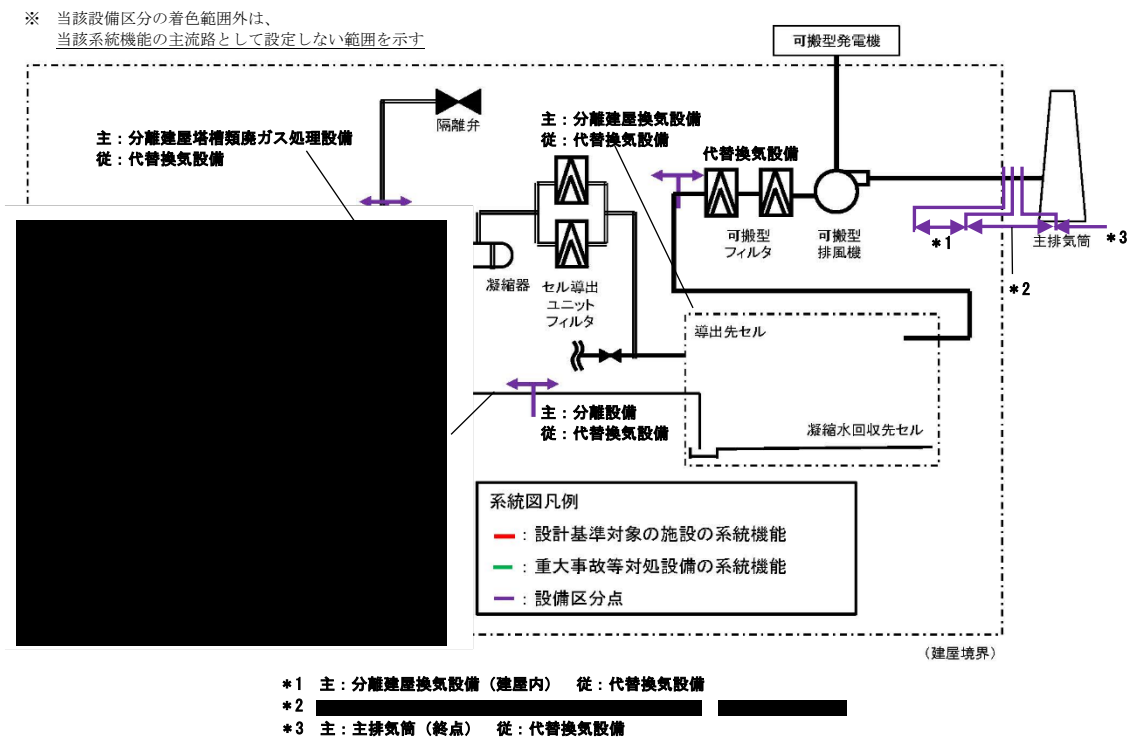 ※ 当該設備区分の着色範囲外は、
当該系統機能の主流路として設定しない範囲を示す
可搬型発電機
隔離弁
主：分離建屋塔槽類廃ガス処理設備
従：代替換気設備
主：分離建屋換気設備
従：代替換気設備
代替換気設備
可搬型
フィルタ
可搬型
排風機
主排気筒
*1
*2
*3
凝縮器
セル導出
ユニット
フィルタ
導出先セル
主：分離設備
従：代替換気設備
凝縮水回収先セル
系統図凡例
：設計基準対象の施設の系統機能
：重大事故等対処設備の系統機能
：設備区分点
（建屋境界）
*1 主：分離建屋換気設備（建屋内） 従：代替換気設備
*2
*3 主：主排気筒（終点） 従：代替換気設備